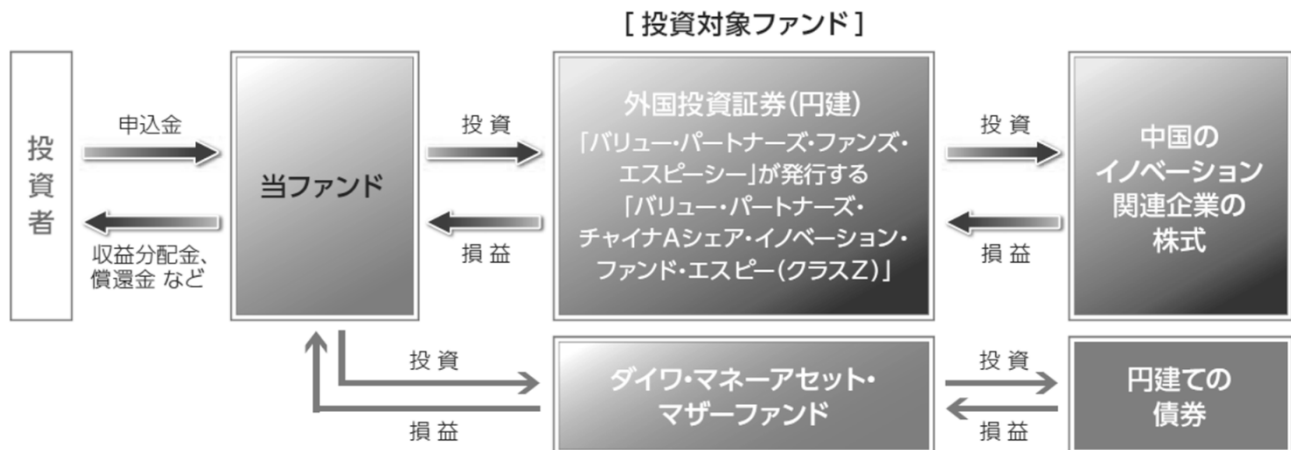 [ 投資対象ファンド ]
投資者
申込金
収益分配金、
償還金 など
当ファンド
投 資
損 益
外国投資証券(円建)
「バリュー・パートナーズ・ファンズ・
エスピーシー」が発行する
「バリュー・パートナーズ・
チャイナAシェア・イノベーション・
ファンド・エスピー(クラスZ)」
投 資
損 益
中国の
イノベーション
関連企業の
株式
投 資
損 益
ダイワ・マネーアセット・
マザーファンド
投 資
損 益
円建ての
債券